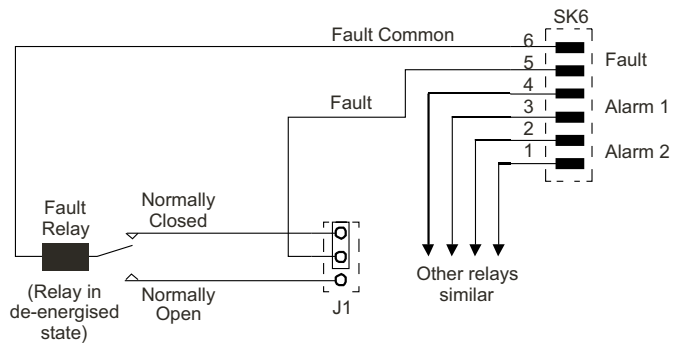 SK6
Fault Common
6
5
Fault
4
Fault
3
Alarm 1
2
1
Alarm 2
Fault
Relay
Normally
Closed
(Relay in
de-energised
state)
Normally
Open
J1
Other relays
similar